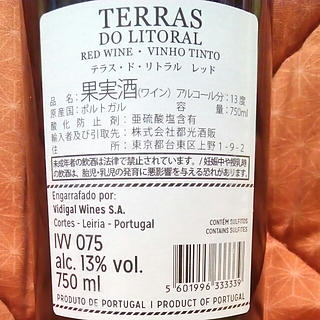 TERRAS
DO LITORAL
RED WINE · VINHO TINTO
テラス・ド・リトラル レッド
品名：果実酒(ワイン) アルコール分：13度
原産国：ポルトガル 容量：750ml
酸化防止剤：亜硫酸塩含有
輸入者及び引取先：株式会社都光酒販
住所：東京都台東区上野1-9-2
未成年者の飲酒は法律で禁止されています。/妊娠中や授乳時
の飲酒は、胎児・乳児の発育に悪影響を与える恐れがあります。
Engarrafado por:
Vidigal Wines S.A.
Cortes - Leiria - Portugal
IVV 075
alc. 13% vol.
750 ml
CONTÉM SULFITOS
CONTAINS SULFITES
5 601996 333339
PRODUTO DE PORTUGAL | PRODUCT OF PORTUGAL